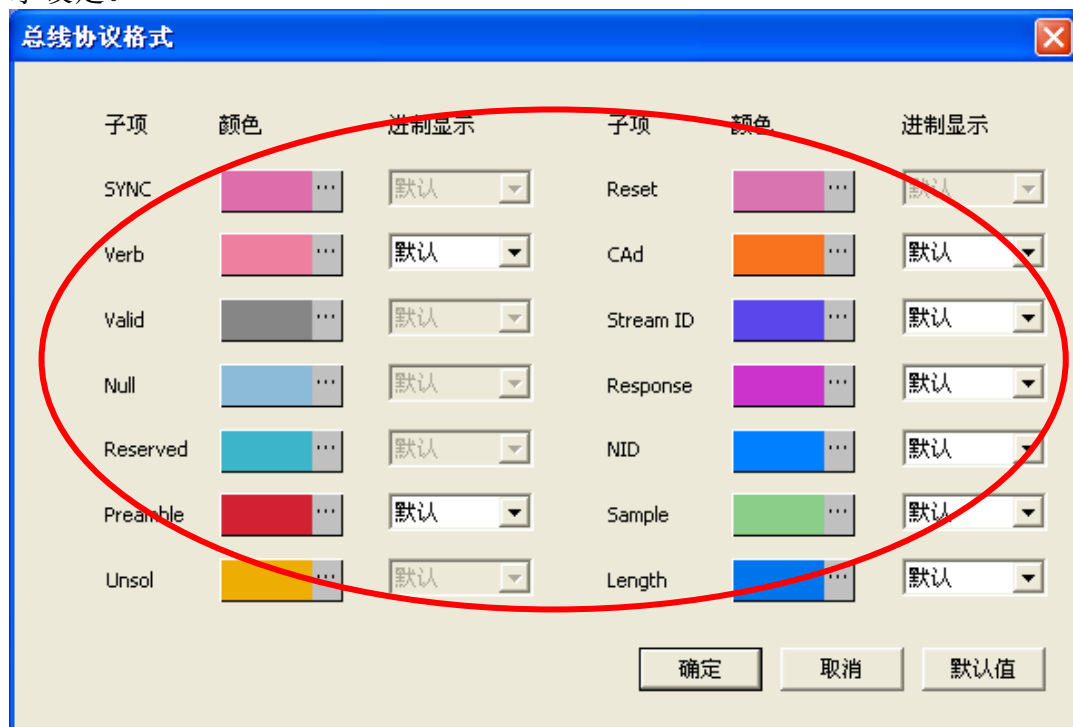 总线协议格式
子项 颜色 进制显示 子项 颜色 进制显示
SYNC ... 默认 Reset ... 默认
Verb ... 默认 CAd ... 默认
Valid ... 默认 Stream ID ... 默认
Null ... 默认 Response ... 默认
Reserved ... 默认 NID ... 默认
Preamble ... 默认 Sample ... 默认
Unsol ... 默认 Length ... 默认
确定 取消 默认值